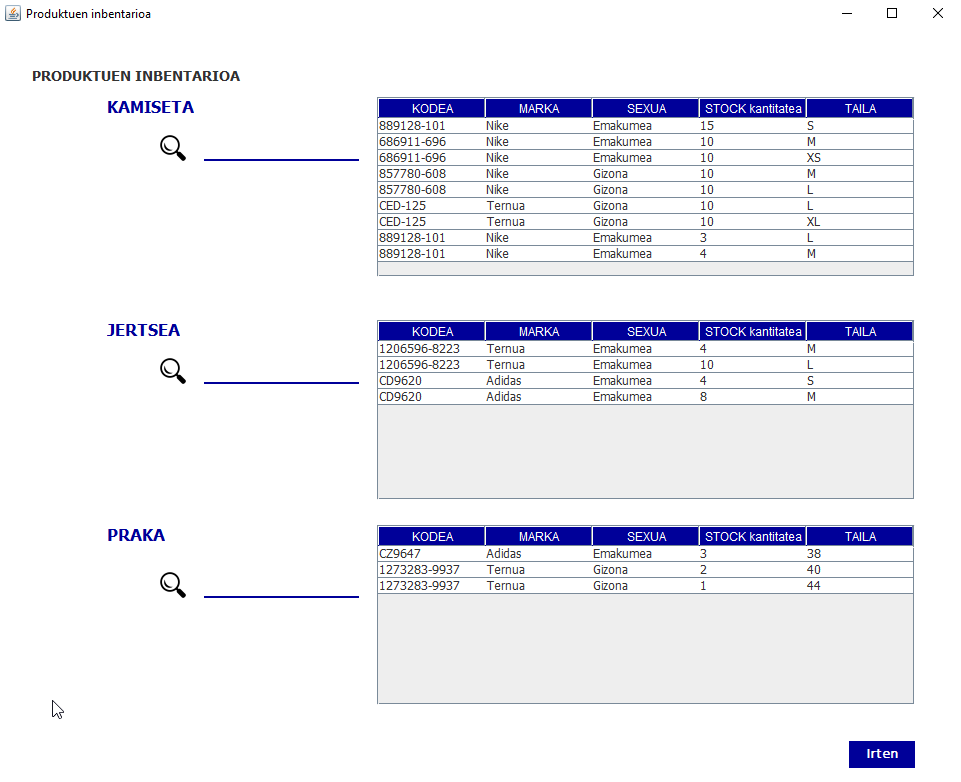 Produktuen inbentarioa
PRODUKTUEN INBENTARIOA
KAMISETA
KODEA MARKA SEXUA STOCK kantitatea TAILA
889128-101 Nike Emakumea 15 S
686911-696 Nike Emakumea 10 M
686911-696 Nike Emakumea 10 XS
857780-608 Nike Gizona 10 M
857780-608 Nike Gizona 10 L
CED-125 Ternua Gizona 10 L
CED-125 Ternua Gizona 10 XL
889128-101 Nike Emakumea 3 L
889128-101 Nike Emakumea 4 M
JERTSEA
KODEA MARKA SEXUA STOCK kantitatea TAILA
1206596-8223 Ternua Emakumea 4 M
1206596-8223 Ternua Emakumea 10 L
CD9620 Adidas Emakumea 4 S
CD9620 Adidas Emakumea 8 M
PRAKA
KODEA MARKA SEXUA STOCK kantitatea TAILA
CZ9647 Adidas Emakumea 3 38
1273283-9937 Ternua Gizona 2 40
1273283-9937 Ternua Gizona 1 44
Irten